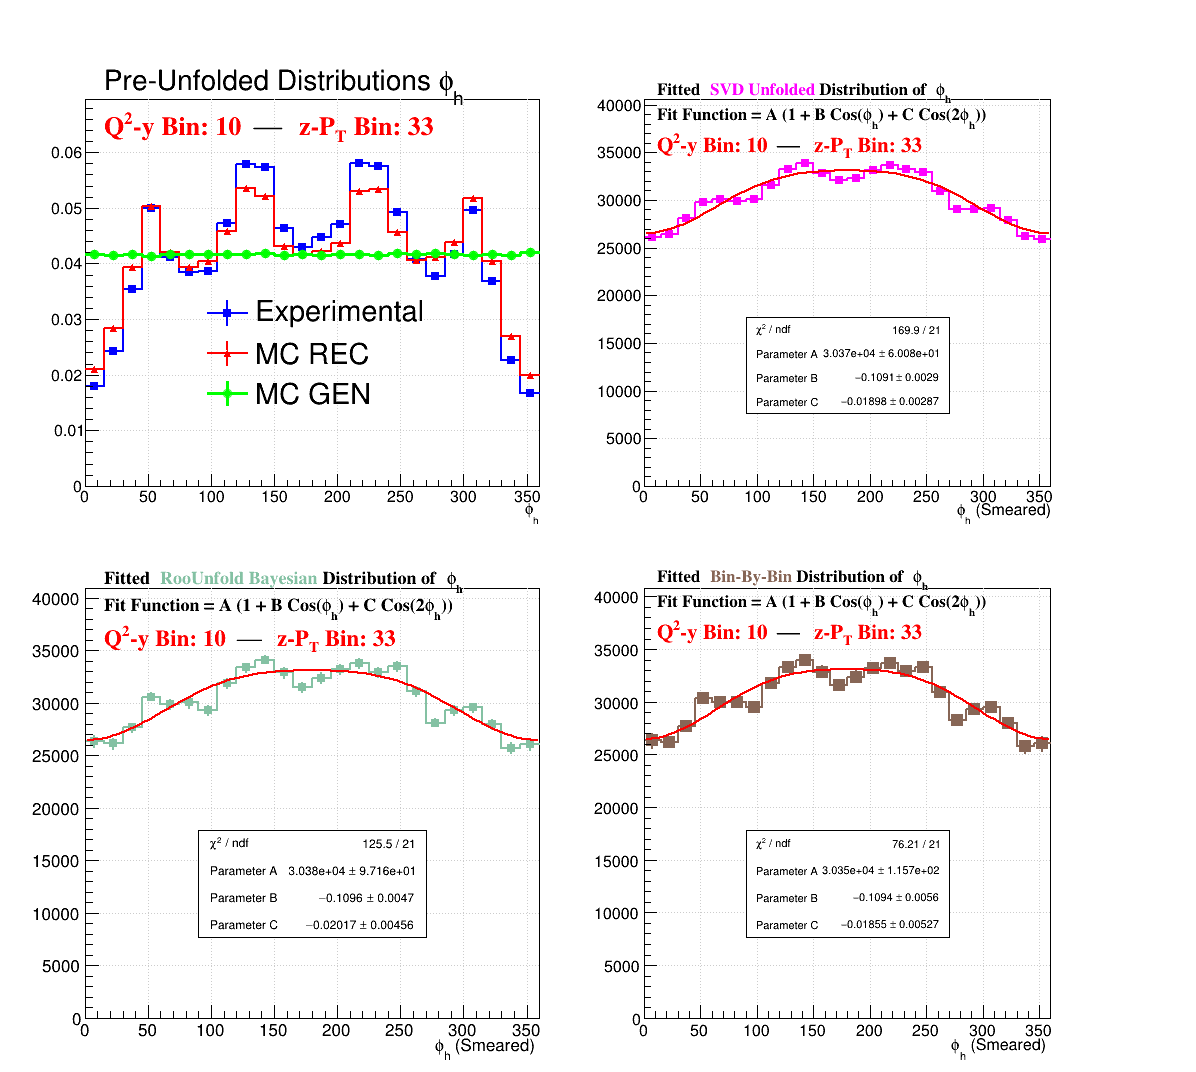 Pre-Unfolded Distributions ϕh
Q²-y Bin: 10 — z-PT Bin: 33
0.06
0.05
0.04
0.03
0.02
0.01
0
Experimental
MC REC
MC GEN
0 50 100 150 200 250 300 350
ϕh
Fitted SVD Unfolded Distribution of ϕh
Fit Function = A (1 + B Cos(ϕh) + C Cos(2ϕh))
Q²-y Bin: 10 — z-PT Bin: 33
40000
35000
30000
25000
20000
15000
10000
5000
0
χ² / ndf 169.9 / 21
Parameter A 3.037e+04 ± 6.008e+01
Parameter B −0.1091 ± 0.0029
Parameter C −0.01898 ± 0.00287
0 50 100 150 200 250 300 350
ϕh (Smeared)
Fitted RooUnfold Bayesian Distribution of ϕh
Fit Function = A (1 + B Cos(ϕh) + C Cos(2ϕh))
Q²-y Bin: 10 — z-PT Bin: 33
40000
35000
30000
25000
20000
15000
10000
5000
0
χ² / ndf 125.5 / 21
Parameter A 3.038e+04 ± 9.716e+01
Parameter B −0.1096 ± 0.0047
Parameter C −0.02017 ± 0.00456
0 50 100 150 200 250 300 350
ϕh (Smeared)
Fitted Bin-By-Bin Distribution of ϕh
Fit Function = A (1 + B Cos(ϕh) + C Cos(2ϕh))
Q²-y Bin: 10 — z-PT Bin: 33
40000
35000
30000
25000
20000
15000
10000
5000
0
χ² / ndf 76.21 / 21
Parameter A 3.035e+04 ± 1.157e+02
Parameter B −0.1094 ± 0.0056
Parameter C −0.01855 ± 0.00527
0 50 100 150 200 250 300 350
ϕh (Smeared)